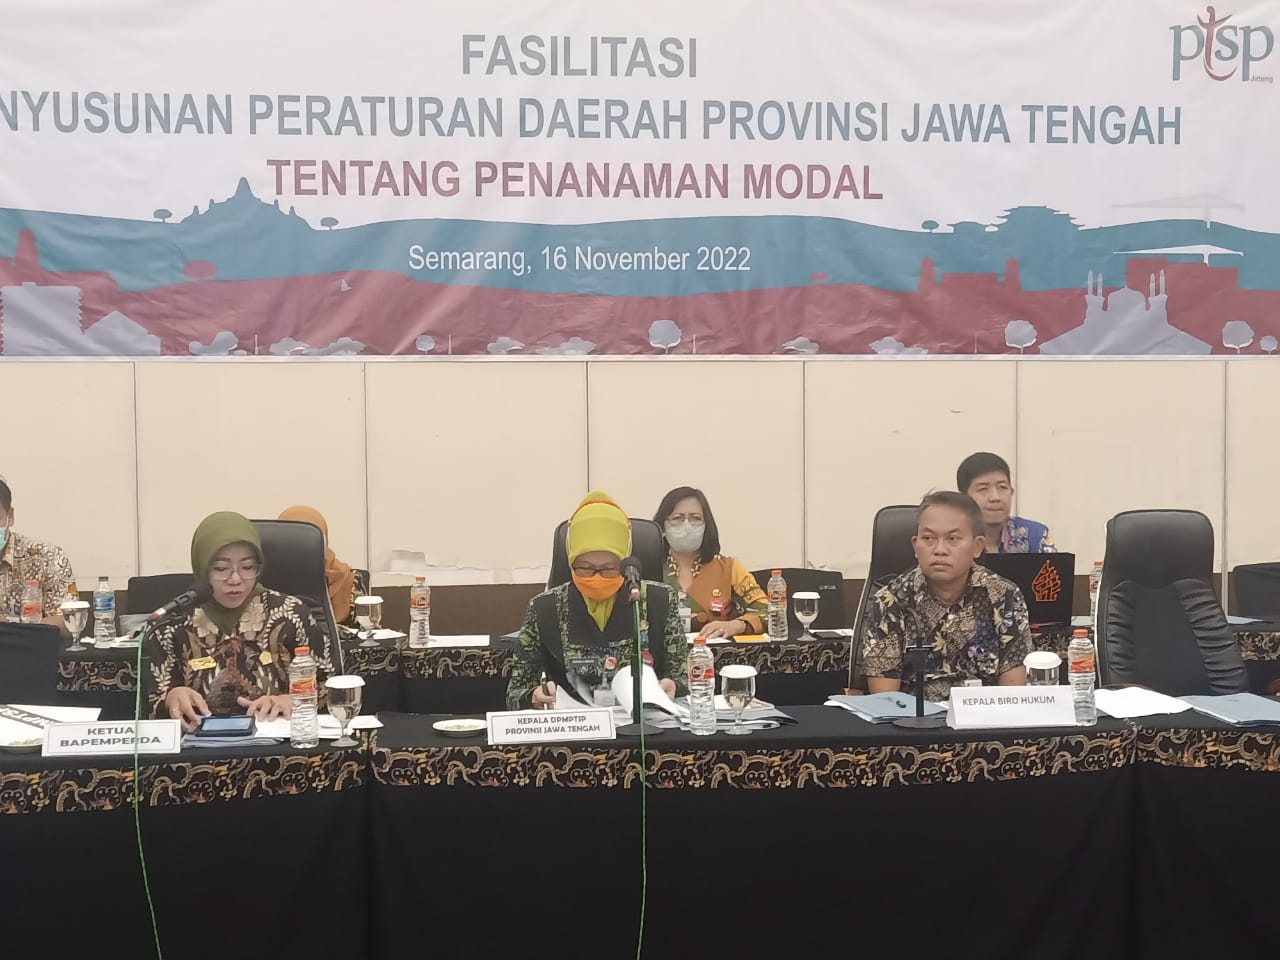 ptsp
Jateng
FASILITASI
NYUSUNAN PERATURAN DAERAH PROVINSI JAWA TENGAH
TENTANG PENANAMAN MODAL
Semarang, 16 November 2022
KETUA
BAPEMPERDA
KEPALA DPMPTSP
PROVINSI JAWA TENGAH
KEPALA BIRO HUKUM